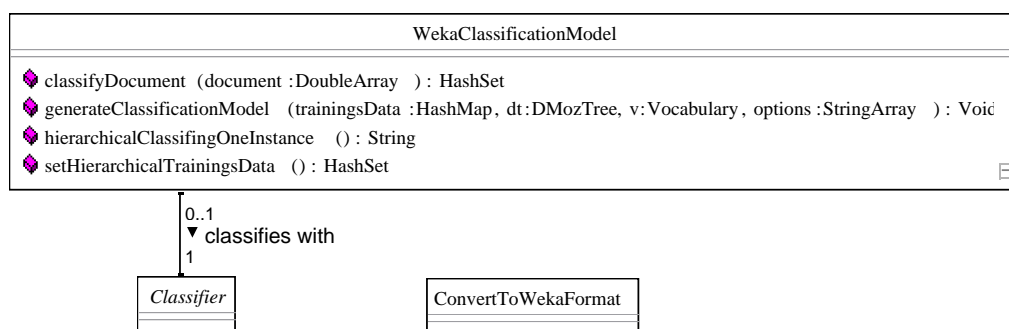 WekaClassificationModel
classifyDocument (document :DoubleArray ) : HashSet
generateClassificationModel (trainingsData :HashMap, dt:DMozTree, v:Vocabulary, options :StringArray ) : Void
hierarchicalClassifingOneInstance () : String
setHierarchicalTrainingsData () : HashSet
0..1
▼ classifies with
1
Classifier
ConvertToWekaFormat